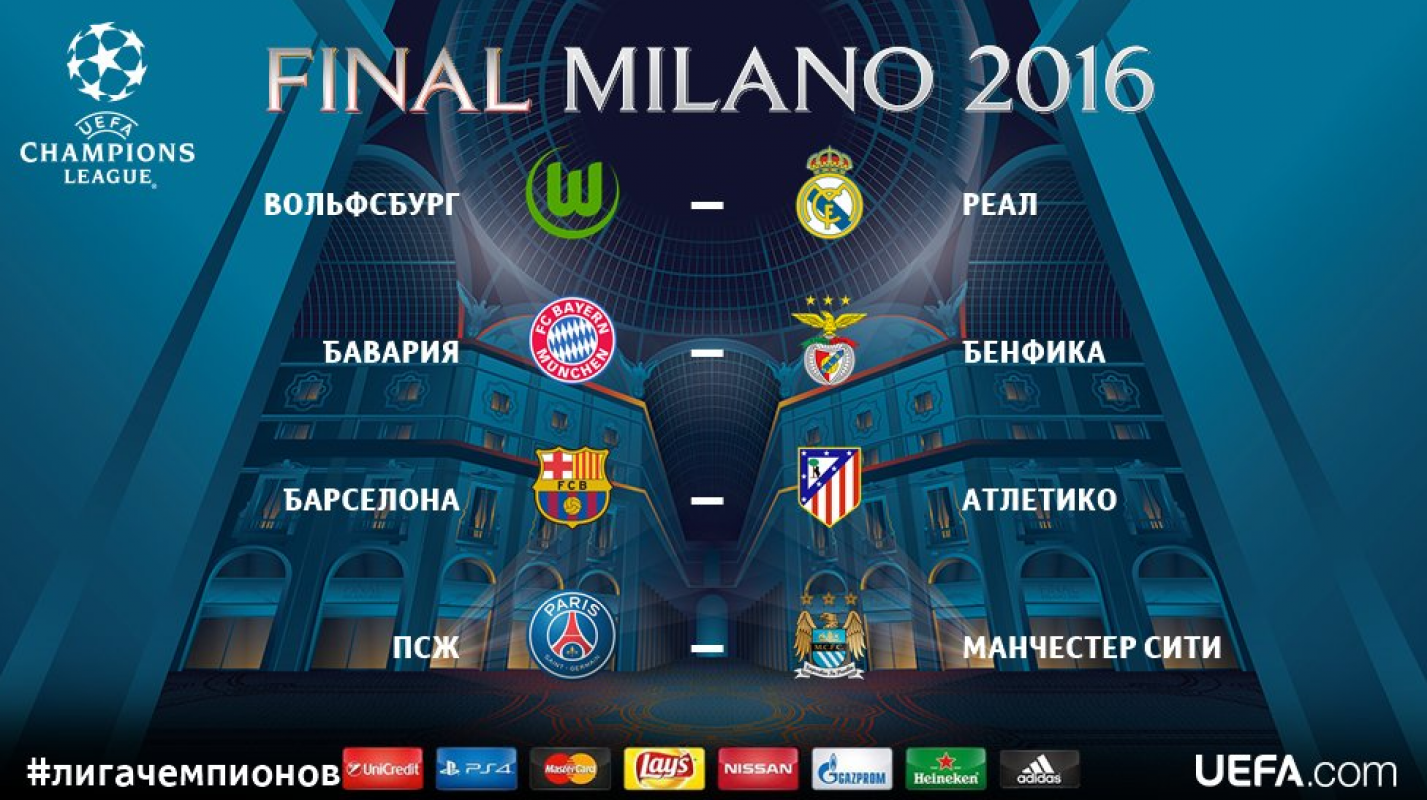 FINAL MILANO 2016
UEFA
CHAMPIONS
LEAGUE®
ВОЛЬФСБУРГ
W
–
РЕАЛ
БАВАРИЯ
FC BAYERN
MÜNCHEN
–
БЕНФИКА
БАРСЕЛОНА
FCB
–
АТЛЕТИКО
ПСЖ
PARIS
SAINT-GERMAIN
–
M.C.F.C.
МАНЧЕСТЕР СИТИ
#лигачемпионов
UniCredit
PS4
MasterCard
Lay's
NISSAN
GAZPROM
Heineken
adidas
UEFA.com